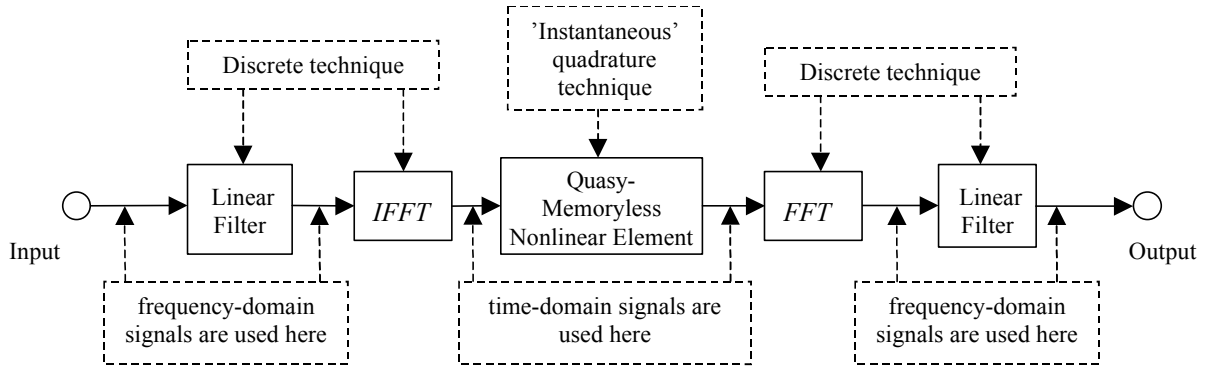 Discrete technique
’Instantaneous’
quadrature
technique
Discrete technique
Input
Linear
Filter
IFFT
Quasy-
Memoryless
Nonlinear Element
FFT
Linear
Filter
Output
frequency-domain
signals are used here
time-domain signals are
used here
frequency-domain
signals are used here